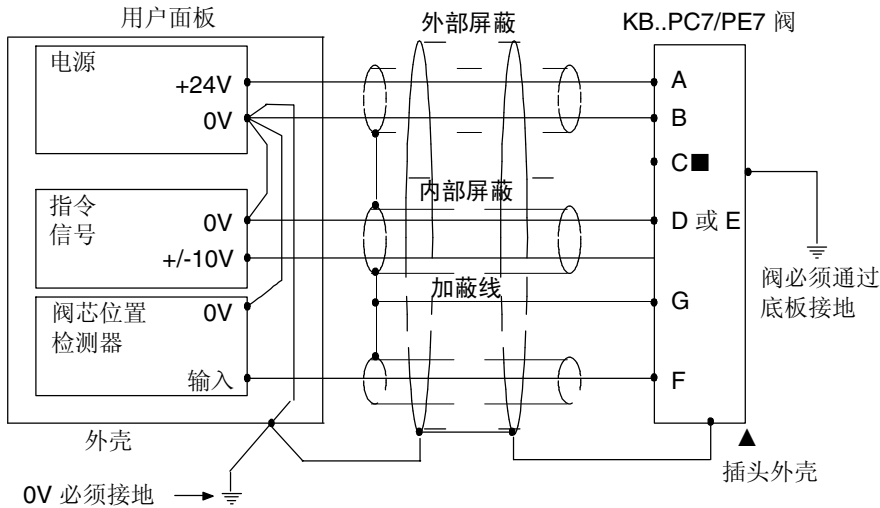 用户面板
外部屏蔽
KB..PC7/PE7 阀
电源
+24V
0V
A
B
C■
内部屏蔽
指令
信号
0V
+/-10V
D 或 E
阀必须通过
底板接地
加蔽线
阀芯位置
检测器
0V
输入
G
F
外壳
▲
插头外壳
0V 必须接地